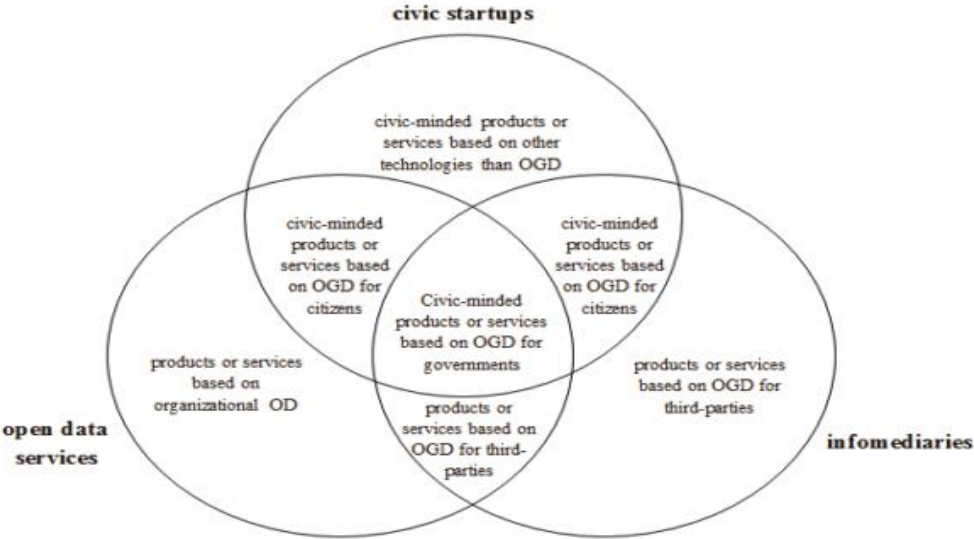 civic startups
civic-minded products or
services based on other
technologies than OGD
civic-minded
products or
services based
on OGD for
citizens
civic-minded
products or
services based
on OGD for
citizens
Civic-minded
products or services
based on OGD for
governments
products or services
based on
organizational OD
products or services
based on OGD for
third-parties
products or
services based on
OGD for third-
parties
open data
services
infomediaries